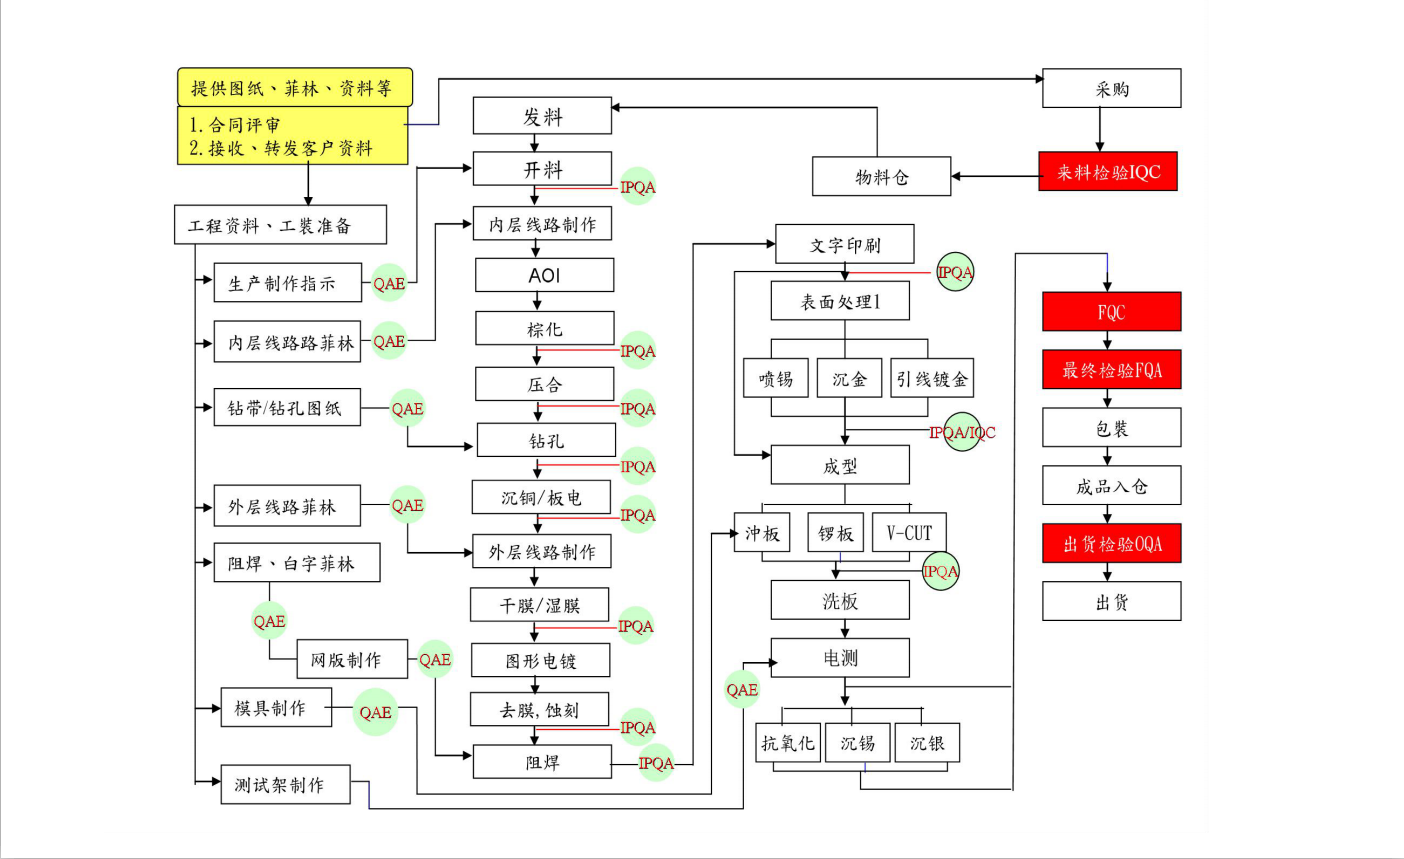 提供图纸、菲林、资料等
1.合同评审
2.接收、转发客户资料
工程资料、工装准备
生产制作指示
QAE
内层线路路菲林
QAE
钻带/钻孔图纸
QAE
外层线路菲林
QAE
阻焊、白字菲林
QAE
网版制作
QAE
模具制作
QAE
测试架制作
QAE
发料
开料
IPQA
内层线路制作
AOI
棕化
IPQA
压合
IPQA
钻孔
IPQA
沉铜/板电
IPQA
外层线路制作
干膜/湿膜
IPQA
图形电镀
去膜,蚀刻
IPQA
阻焊
IPQA
采购
来料检验IQC
物料仓
文字印刷
IPQA
表面处理1
喷锡
沉金
引线镀金
IPQA/IQC
成型
冲板
锣板
V-CUT
IPQA
洗板
电测
抗氧化
沉锡
沉银
FQC
最终检验FQA
包装
成品入仓
出货检验OQA
出货